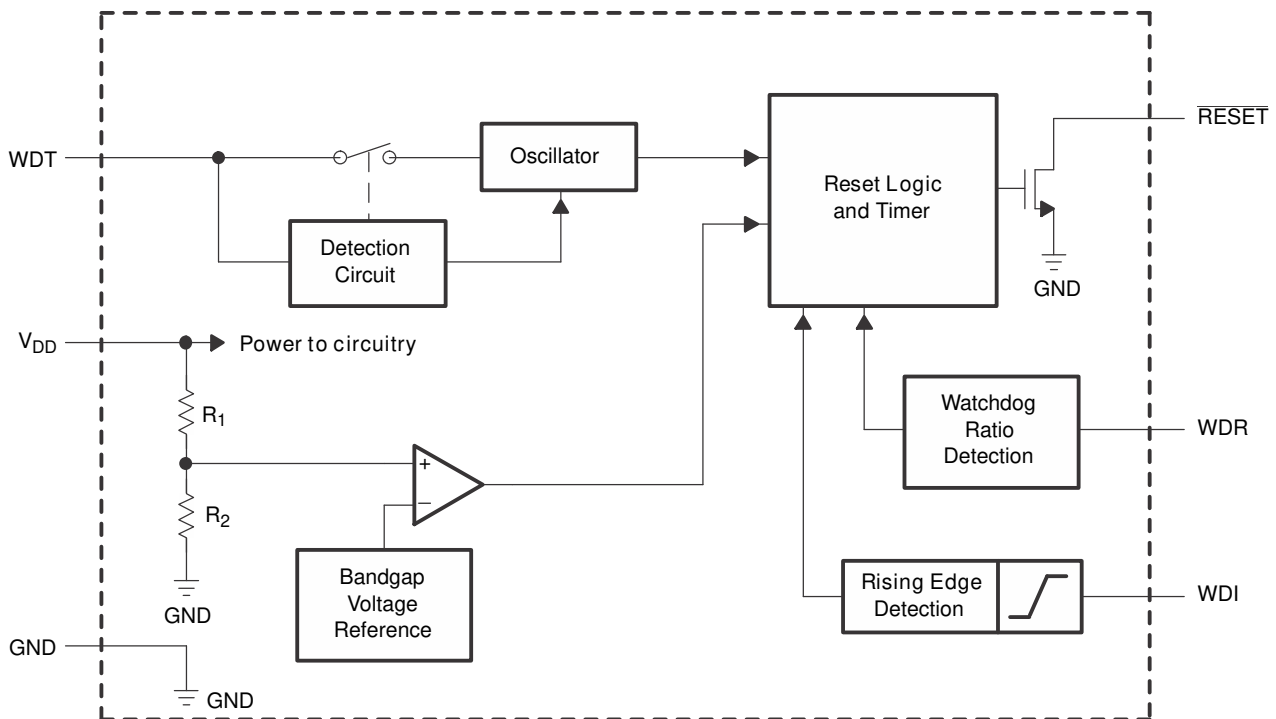 RESET
WDT
Oscillator
Reset Logic
and Timer
Detection
Circuit
GND
VDD
Power to circuitry
R1
Watchdog
Ratio
Detection
WDR
+
−
R2
Bandgap
Voltage
Reference
Rising Edge
Detection
WDI
GND
GND
GND